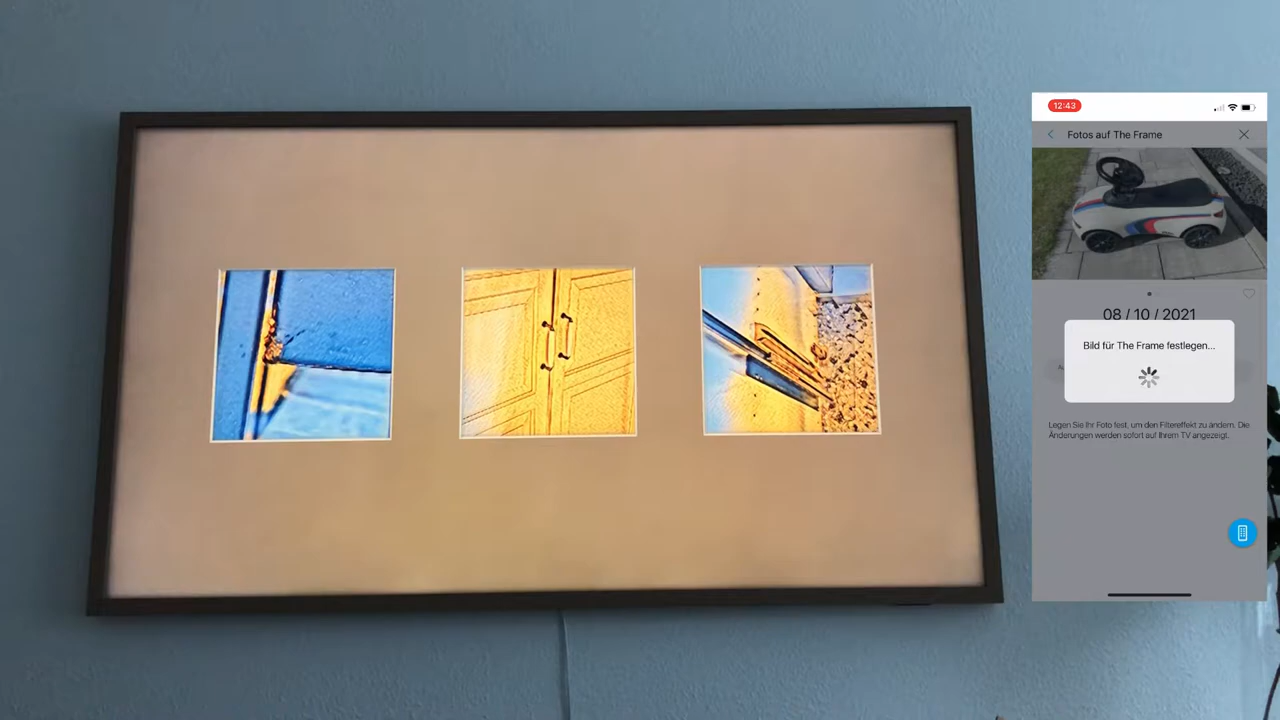 12:43
Fotos auf The Frame
08 / 10 / 2021
Bild für The Frame festlegen...
Legen Sie Ihr Foto fest, um den Filtereffekt zu ändern. Die
Änderungen werden sofort auf Ihrem TV angezeigt.